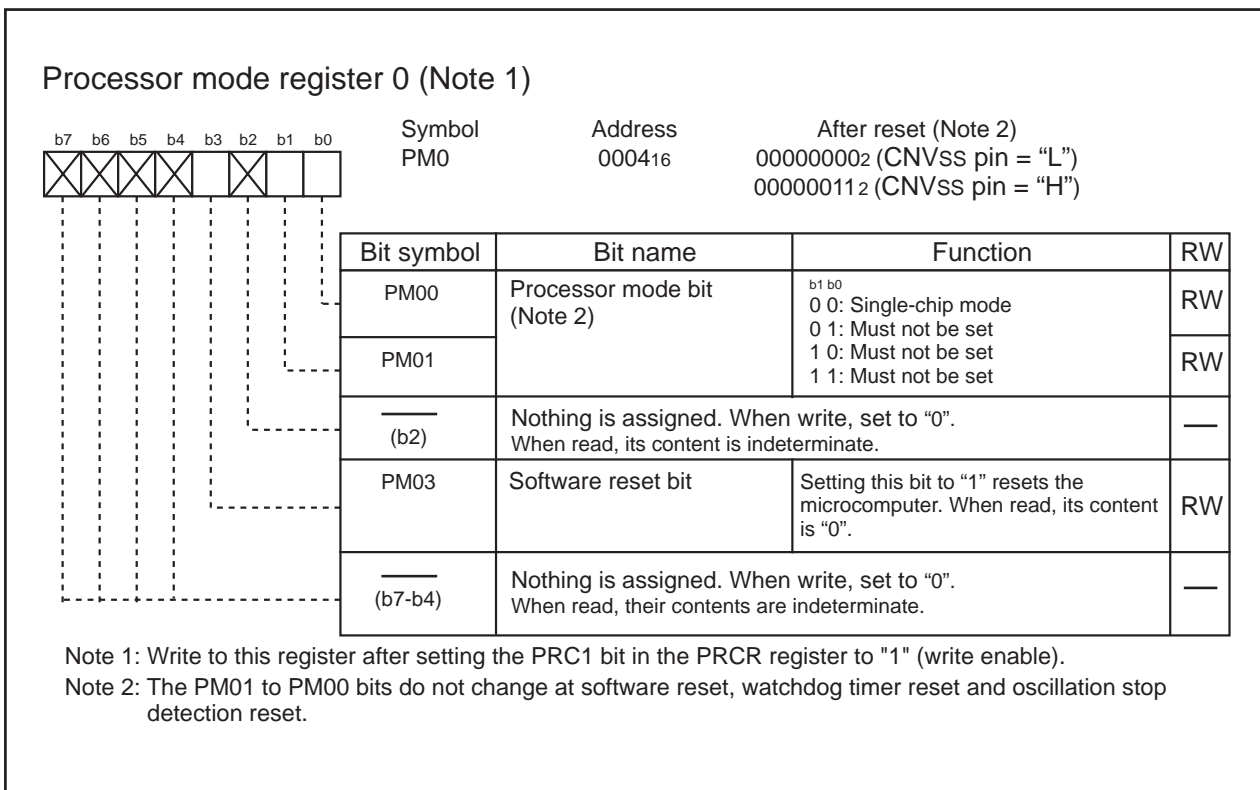 Processor mode register 0 (Note 1)
b7 b6 b5 b4 b3 b2 b1 b0
Symbol Address After reset (Note 2)
PM0 000416 000000002 (CNVSS pin = “L”)
000000112 (CNVSS pin = “H”)
Bit symbol Bit name Function RW
PM00 Processor mode bit (Note 2) RW
b1 b0
0 0: Single-chip mode
0 1: Must not be set
1 0: Must not be set
1 1: Must not be set
PM01 RW
(b2) Nothing is assigned. When write, set to “0”.
When read, its content is indeterminate.
PM03 Software reset bit Setting this bit to “1” resets the
microcomputer. When read, its content RW
is “0”.
(b7-b4) Nothing is assigned. When write, set to “0”.
When read, their contents are indeterminate.
Note 1: Write to this register after setting the PRC1 bit in the PRCR register to "1" (write enable).
Note 2: The PM01 to PM00 bits do not change at software reset, watchdog timer reset and oscillation stop
detection reset.